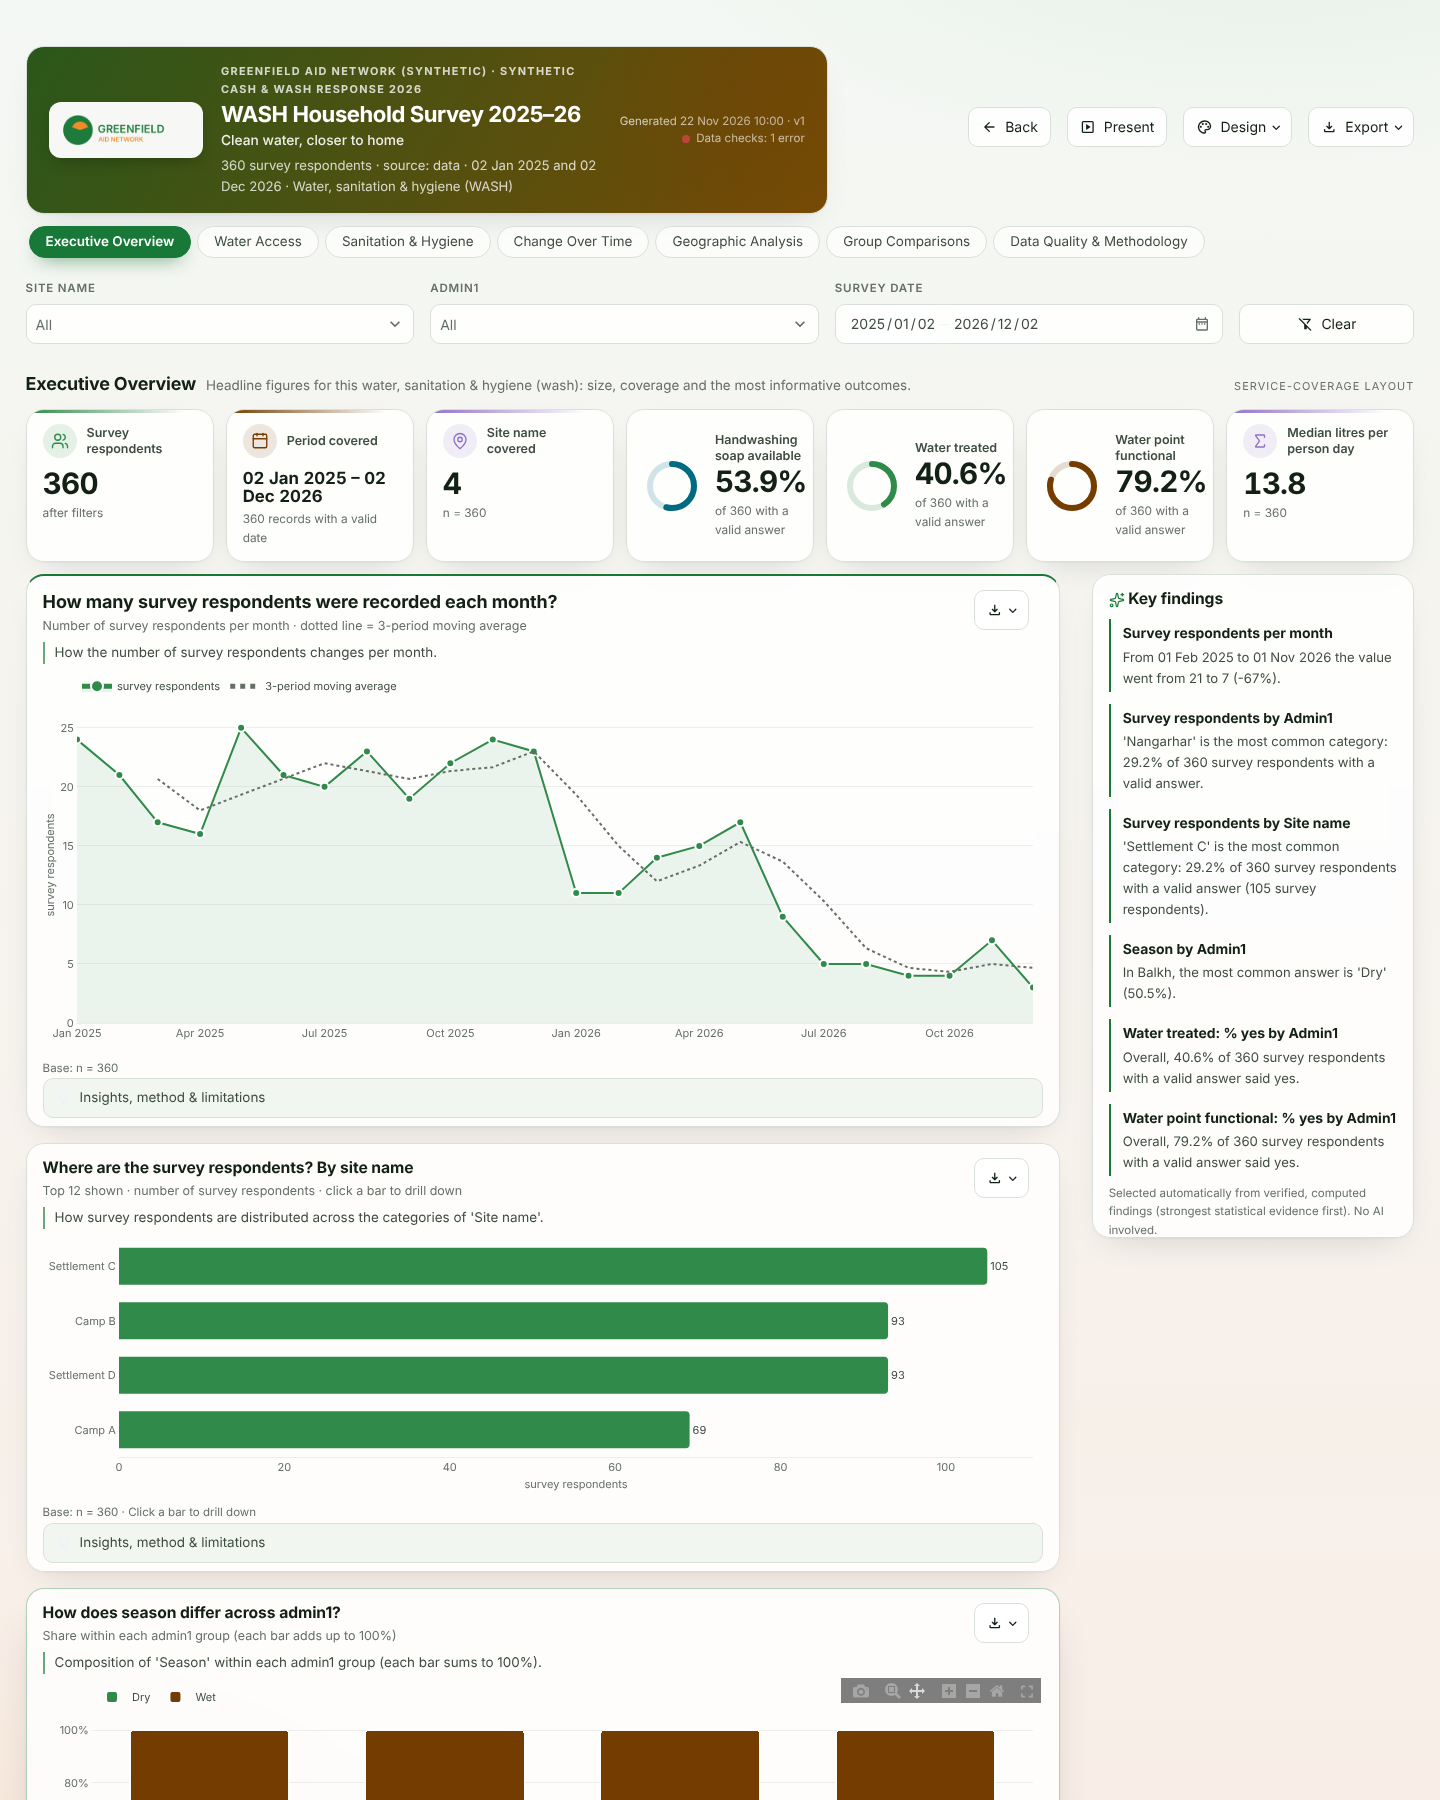 GREENFIELD
AID NETWORK
GREENFIELD AID NETWORK (SYNTHETIC) · SYNTHETIC
CASH & WASH RESPONSE 2026
WASH Household Survey 2025–26
Clean water, closer to home
360 survey respondents · source: data · 02 Jan 2025 and 02
Dec 2026 · Water, sanitation & hygiene (WASH)
Generated 22 Nov 2026 10:00 · v1
Data checks: 1 error
Back
Present
Design
Export
Executive Overview
Water Access
Sanitation & Hygiene
Change Over Time
Geographic Analysis
Group Comparisons
Data Quality & Methodology
SITE NAME
All
ADMIN1
All
SURVEY DATE
2025/01/02 – 2026/12/02
Clear
Executive Overview
Headline figures for this water, sanitation & hygiene (wash): size, coverage and the most informative outcomes.
SERVICE-COVERAGE LAYOUT
Survey
respondents
360
after filters
Period covered
02 Jan 2025 – 02
Dec 2026
360 records with a valid
date
Site name
covered
4
n = 360
Handwashing
soap available
53.9%
of 360 with a
valid answer
Water treated
40.6%
of 360 with a
valid answer
Water point
functional
79.2%
of 360 with a
valid answer
Median litres per
person day
13.8
n = 360
How many survey respondents were recorded each month?
Number of survey respondents per month · dotted line = 3-period moving average
How the number of survey respondents changes per month.
survey respondents
3-period moving average
survey respondents
25
20
15
10
5
0
Jan 2025
Apr 2025
Jul 2025
Oct 2025
Jan 2026
Apr 2026
Jul 2026
Oct 2026
Base: n = 360
Insights, method & limitations
Key findings
Survey respondents per month
From 01 Feb 2025 to 01 Nov 2026 the value
went from 21 to 7 (-67%).
Survey respondents by Admin1
'Nangarhar' is the most common category:
29.2% of 360 survey respondents with a
valid answer.
Survey respondents by Site name
'Settlement C' is the most common
category: 29.2% of 360 survey respondents
with a valid answer (105 survey
respondents).
Season by Admin1
In Balkh, the most common answer is 'Dry'
(50.5%).
Water treated: % yes by Admin1
Overall, 40.6% of 360 survey respondents
with a valid answer said yes.
Water point functional: % yes by Admin1
Overall, 79.2% of 360 survey respondents
with a valid answer said yes.
Selected automatically from verified, computed
findings (strongest statistical evidence first). No AI
involved.
Where are the survey respondents? By site name
Top 12 shown · number of survey respondents · click a bar to drill down
How survey respondents are distributed across the categories of 'Site name'.
Settlement C
105
Camp B
93
Settlement D
93
Camp A
69
0
20
40
60
80
100
survey respondents
Base: n = 360 · Click a bar to drill down
Insights, method & limitations
How does season differ across admin1?
Share within each admin1 group (each bar adds up to 100%)
Composition of 'Season' within each admin1 group (each bar sums to 100%).
Dry
Wet
100%
80%